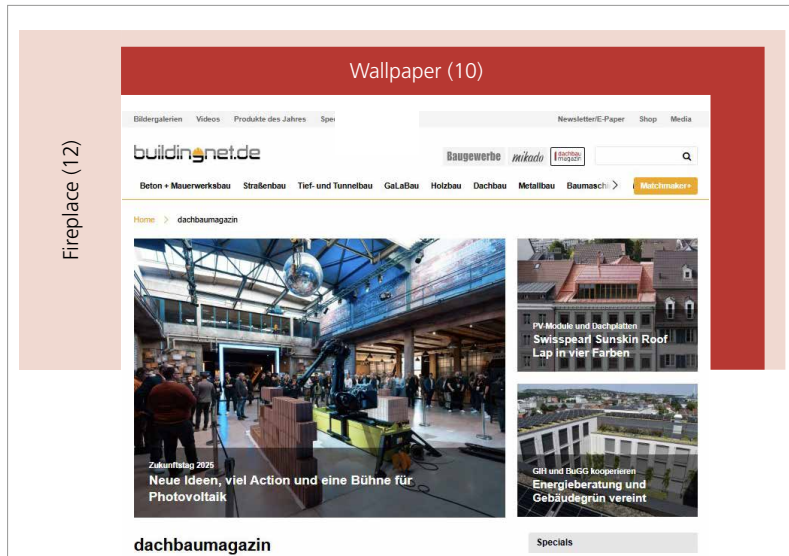 Wallpaper (10)
Fireplace (12)
Bildergalerien Videos Produkte des Jahres Newsletter/E-Paper Shop Media
buildingnet.de Baugewerbe mikado dachbau magazin
Beton + Mauerwerksbau Straßenbau Tief- und Tunnelbau GaLaBau Holzbau Dachbau Metallbau Matchmaker+
Home > dachbaumagazin
Zukunftstag 2025
Neue Ideen, viel Action und eine Bühne für
Photovoltaik
PV-Module und Dachplatten
Swisspearl Sunskin Roof
Lap in vier Farben
GIH und BuGG kooperieren
Energieberatung und
Gebäudegrün vereint
dachbaumagazin
Specials